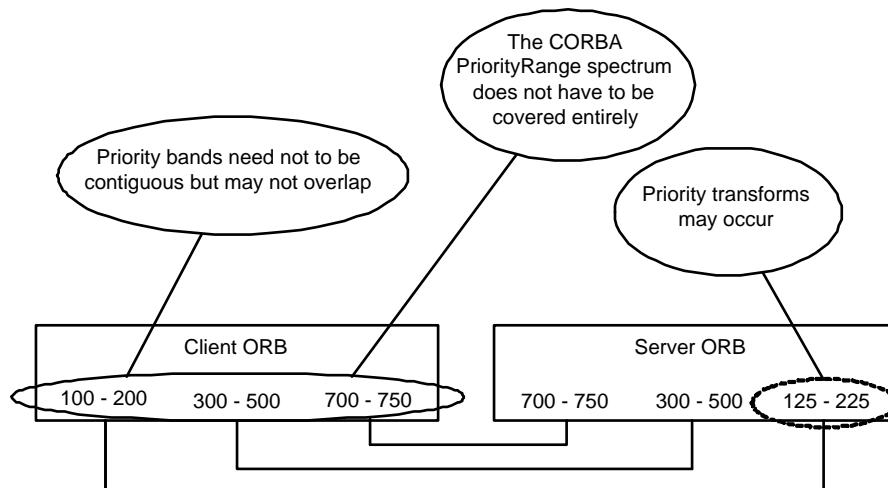 The CORBA
PriorityRange spectrum
does not have to be
covered entirely
Priority bands need not to be
contiguous but may not overlap
Priority transforms
may occur
Client ORB
100 - 200
300 - 500
700 - 750
Server ORB
700 - 750
300 - 500
125 - 225